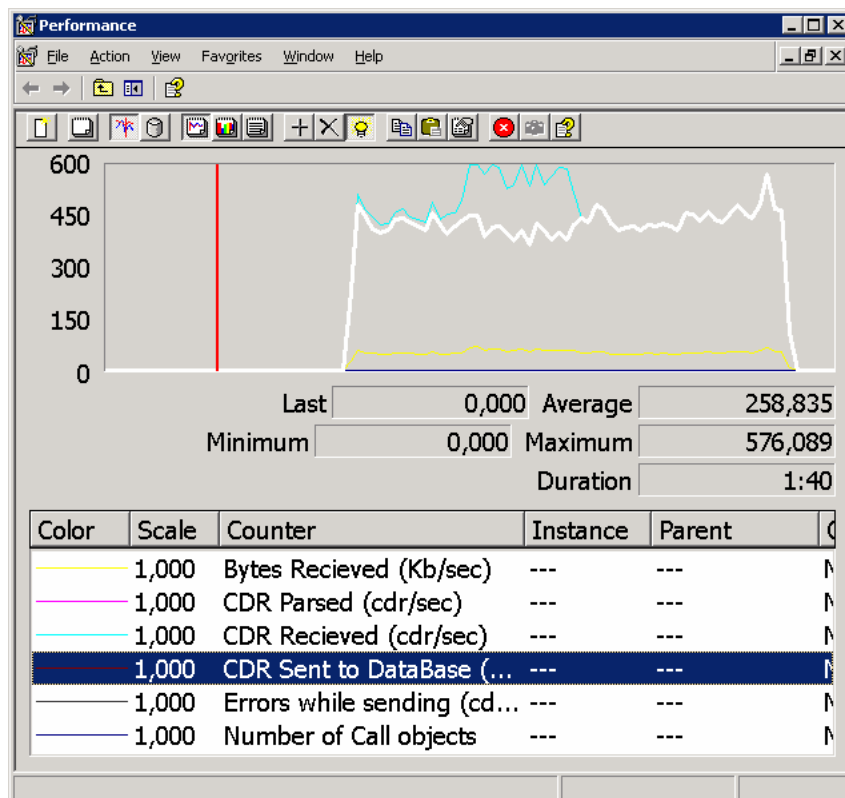 Performance
File Action View Favorites Window Help
600
450
300
150
0
Last 0,000 Average 258,835
Minimum 0,000 Maximum 576,089
Duration 1:40
Color Scale Counter Instance Parent
1,000 Bytes Recieved (Kb/sec) --- ---
1,000 CDR Parsed (cdr/sec) --- ---
1,000 CDR Recieved (cdr/sec) --- ---
1,000 CDR Sent to DataBase (... --- ---
1,000 Errors while sending (cd... --- ---
1,000 Number of Call objects --- ---